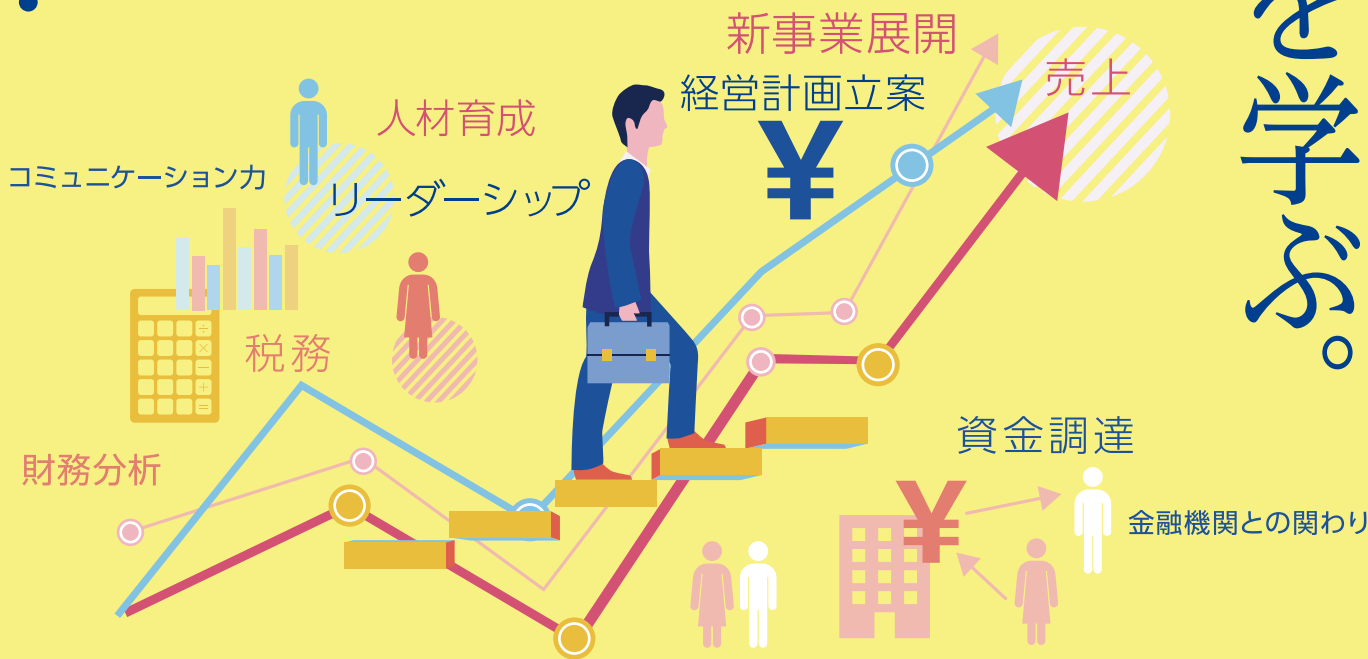 を学ぶ。
新事業展開
経営計画立案
売上
¥
人材育成
コミュニケーション力
リーダーシップ
税務
÷
×
−
+
=
財務分析
資金調達
¥
金融機関との関わり